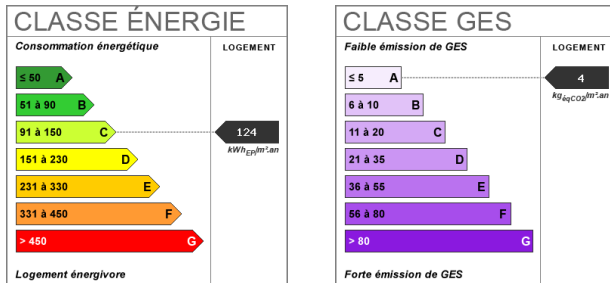 CLASSE ÉNERGIE
Consommation énergétique
LOGEMENT
≤ 50 A
51 à 90 B
91 à 150 C
124
kWhEP/m².an
151 à 230 D
231 à 330 E
331 à 450 F
> 450 G
Logement énergivore
CLASSE GES
Faible émission de GES
LOGEMENT
≤ 5 A
4
kgéqCO2/m².an
6 à 10 B
11 à 20 C
21 à 35 D
36 à 55 E
56 à 80 F
> 80 G
Forte émission de GES